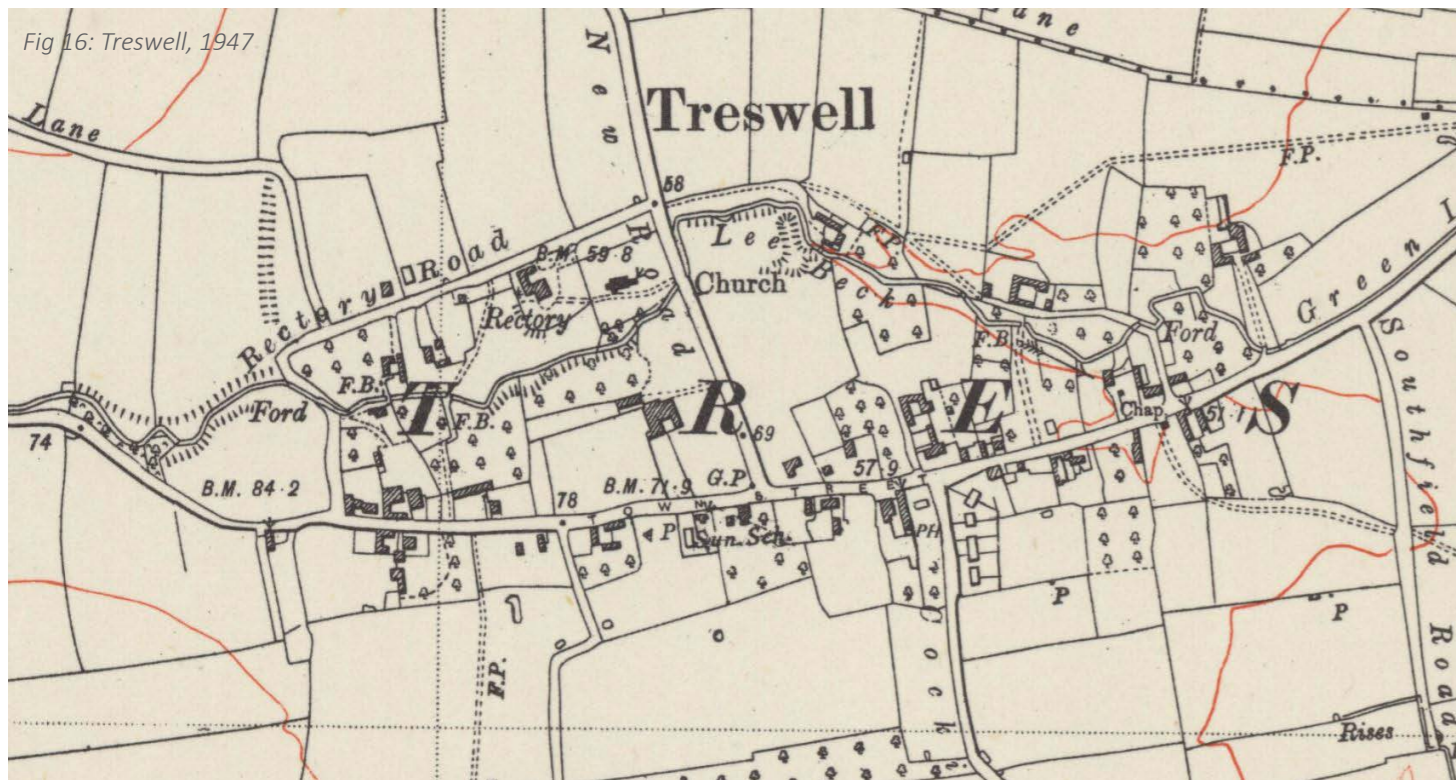 Fig 16: Treswell, 1947
Lane
Lane
New Road
Treswell
58
F.P.
Rectory Road
B.M. 59·8
Lee Beck
F.P.
Church
Rectory
Green
Ford
F.B.
F.B.
Ford
F.B.
T R E S
Chap.
51
Southfield Road
74
69
57·9
B.M. 84·2
B.M. 71·9
G.P
78
TOWN STREET
P
Sun. Sch.
PH
P
P
F.P.
Cock
Rises